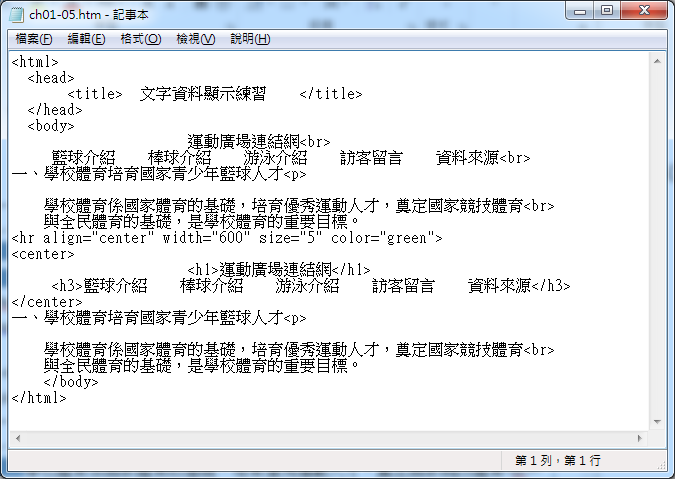 ch01-05.htm - 記事本
檔案(F) 編輯(E) 格式(O) 檢視(V) 說明(H)
<html>
<head>
<title> 文字資料顯示練習 </title>
</head>
<body>
運動廣場連結網<br>
籃球介紹 棒球介紹 游泳介紹 訪客留言 資料來源<br>
一、學校體育培育國家青少年籃球人才<p>
學校體育係國家體育的基礎，培育優秀運動人才，奠定國家競技體育<br>
與全民體育的基礎，是學校體育的重要目標。
<hr align="center" width="600" size="5" color="green">
<center>
<h1>運動廣場連結網</h1>
<h3>籃球介紹 棒球介紹 游泳介紹 訪客留言 資料來源</h3>
</center>
一、學校體育培育國家青少年籃球人才<p>
學校體育係國家體育的基礎，培育優秀運動人才，奠定國家競技體育<br>
與全民體育的基礎，是學校體育的重要目標。
</body>
</html>
第 1 列，第 1 行